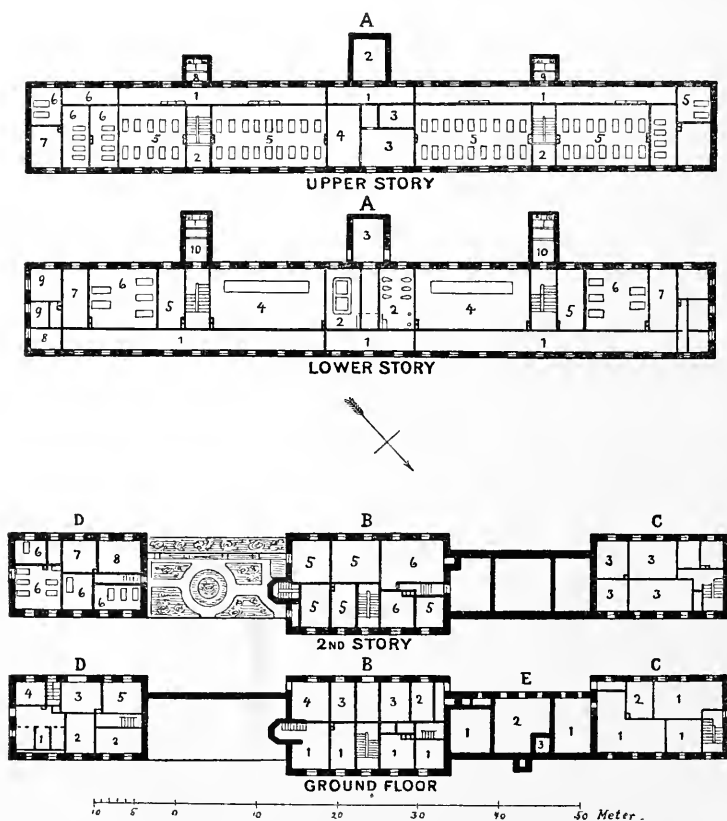 A
2
8 9
6 6 1 1 1 5
6 6 5 5 4 3 5 5
7 2 3 2
UPPER STORY
A
3
10 10
9 7 6 5 4 2 2 4 5 6 7
9
8 1 1 1
LOWER STORY
D B C
6 7 8 5 5 6 3 3
6 6 6 5 5 6 5 3 3
2ND STORY
D B E C
4 3 5 4 3 3 2 2 1
1 2 2 1 1 1 1 1 2 3 1 1 1
GROUND FLOOR
10 5 0 10 20 30 40 50 Meter.